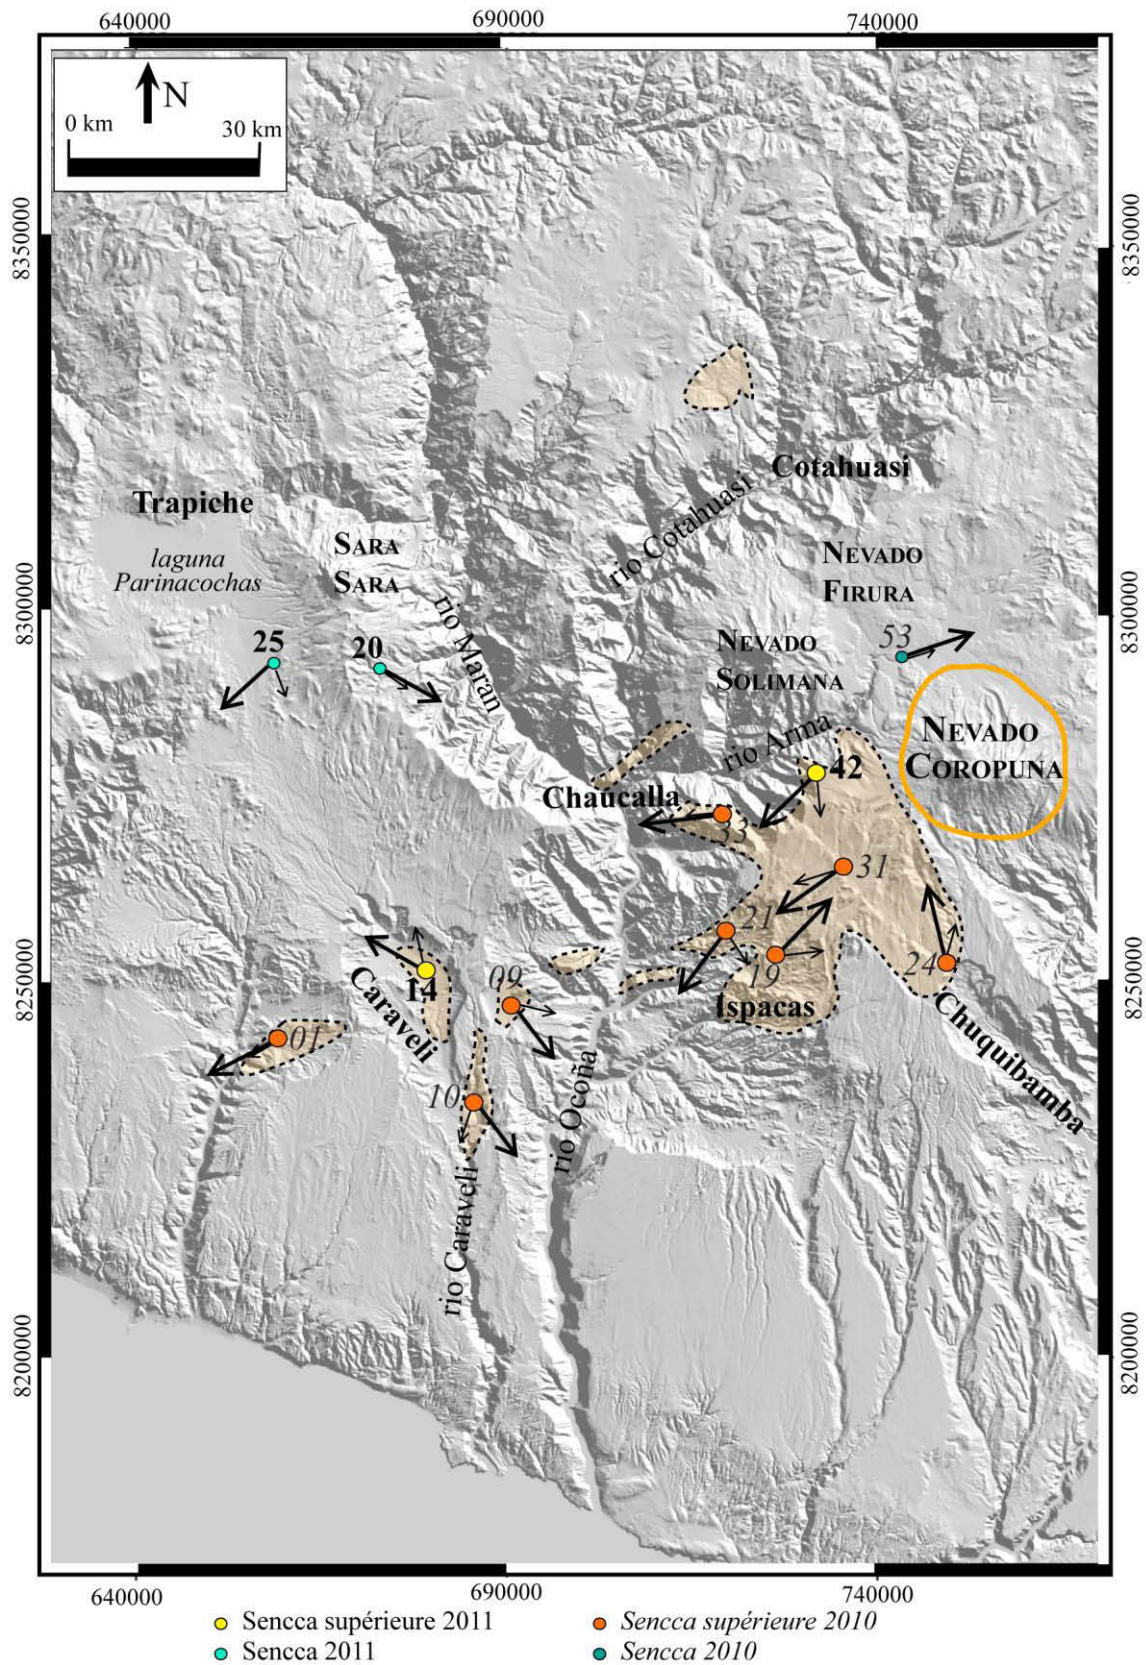 640000
690000
740000
N
0 km 30 km
8350000
8350000
Cotahuasi
rio Cotahuasi
Trapiche
laguna
Parinacochas
SARA
SARA
NEVADO
FIRURA
8300000
8300000
rio Maran
53
25
20
NEVADO
SOLIMANA
NEVADO
COROPUNA
rio Arma
42
Chaucalla
33
31
21
19
24
14
09
Caraveli
Ispacas
8250000
8250000
01
Chuquibamba
10
rio Ocoña
rio Caraveli
8200000
8200000
640000
690000
740000
Sencca supérieure 2011
Sencca supérieure 2010
Sencca 2011
Sencca 2010